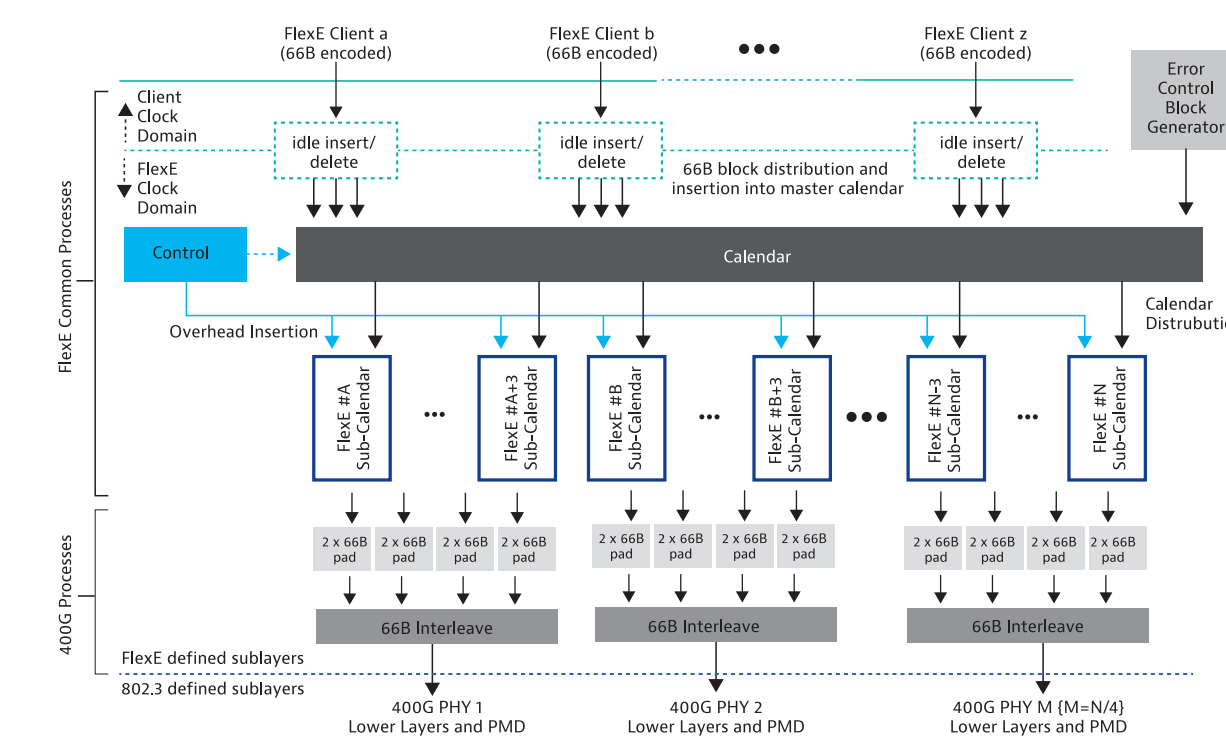 FlexE Client a
(66B encoded)
FlexE Client b
(66B encoded)
FlexE Client z
(66B encoded)
Error
Control
Block
Generator
Client
Clock
Domain
FlexE
Clock
Domain
idle insert/
delete
idle insert/
delete
idle insert/
delete
66B block distribution and
insertion into master calendar
FlexE Common Processes
Control
Calendar
Overhead Insertion
Calendar
Distrubutio
FlexE #A
Sub-Calendar
...
FlexE #A+3
Sub-Calendar
FlexE #B
Sub-Calendar
...
FlexE #B+3
Sub-Calendar
FlexE #N-3
Sub-Calendar
...
FlexE #N
Sub-Calendar
400G Processes
2 x 66B
pad
2 x 66B
pad
2 x 66B
pad
2 x 66B
pad
2 x 66B
pad
2 x 66B
pad
2 x 66B
pad
2 x 66B
pad
2 x 66B
pad
2 x 66B
pad
2 x 66B
pad
2 x 66B
pad
66B Interleave
66B Interleave
66B Interleave
FlexE defined sublayers
802.3 defined sublayers
400G PHY 1
Lower Layers and PMD
400G PHY 2
Lower Layers and PMD
400G PHY M {M=N/4}
Lower Layers and PMD